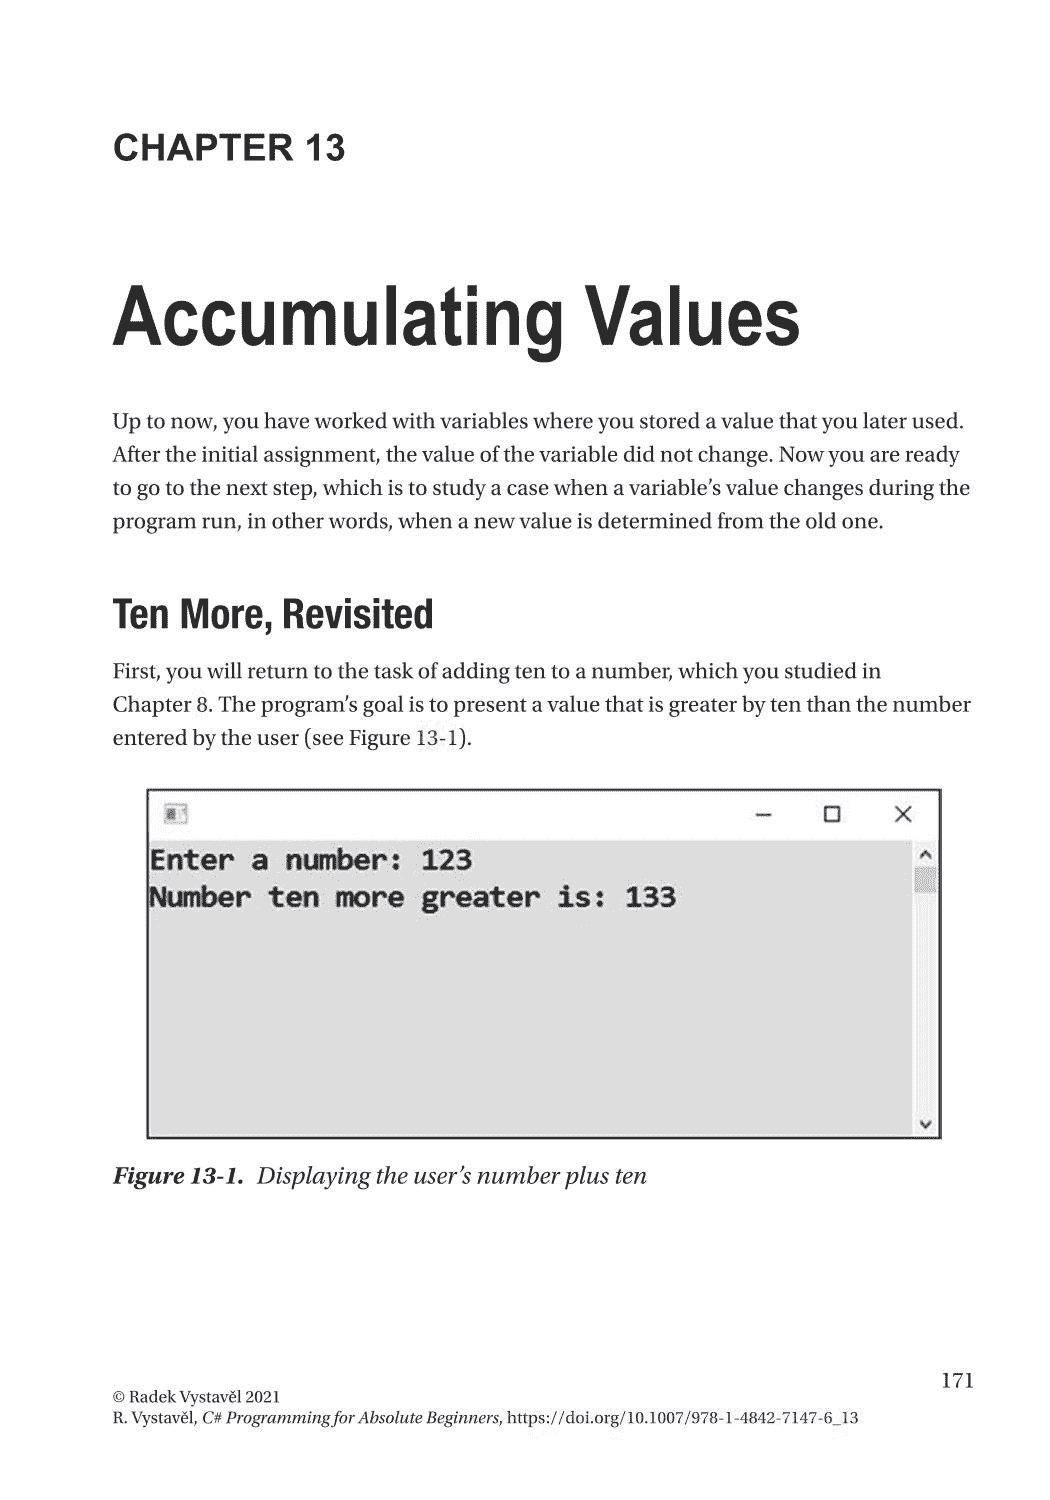 CHAPTER 13
Accumulating Values
Up to now, you have worked with variables where you stored a value that you later used.
After the initial assignment, the value of the variable did not change. Now you are ready
to go to the next step, which is to study a case when a variable’s value changes during the
program run, in other words, when a new value is determined from the old one.
Ten More, Revisited
First, you will return to the task of adding ten to a number, which you studied in
Chapter 8. The program’s goal is to present a value that is greater by ten than the number
entered by the user (see Figure 13-1).
Enter a number: 123
Number ten more greater is: 133
Figure 13-1. Displaying the user’s number plus ten
171
© Radek Vystavěl 2021
R. Vystavěl, C# Programming for Absolute Beginners, https://doi.org/10.1007/978-1-4842-7147-6_13